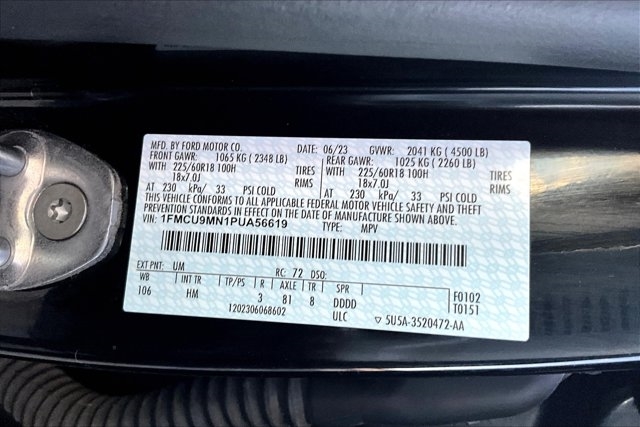 MFD. BY FORD MOTOR CO. DATE: 06/23 GVWR: 2041 KG ( 4500 LB)
FRONT GAWR: 1065 KG ( 2348 LB) REAR GAWR: 1025 KG ( 2260 LB)
WITH 225/60R18 100H TIRES WITH 225/60R18 100H TIRES
18x7.0J RIMS 18x7.0J RIMS
AT 230 kPa/ 33 PSI COLD AT 230 kPa/ 33 PSI COLD
THIS VEHICLE CONFORMS TO ALL APPLICABLE FEDERAL MOTOR VEHICLE SAFETY AND THEFT
PREVENTION STANDARDS IN EFFECT ON THE DATE OF MANUFACTURE SHOWN ABOVE.
VIN: 1FMCU9MN1PUA56619 TYPE: MPV
EXT PNT: UM RC: 72 DSO:
WB INT TR TP/PS R AXLE TR SPR
106 HM 3 81 8 DDDD F0102
T0151
1202306068602 ULC ▽ 5U5A-3520472-AA